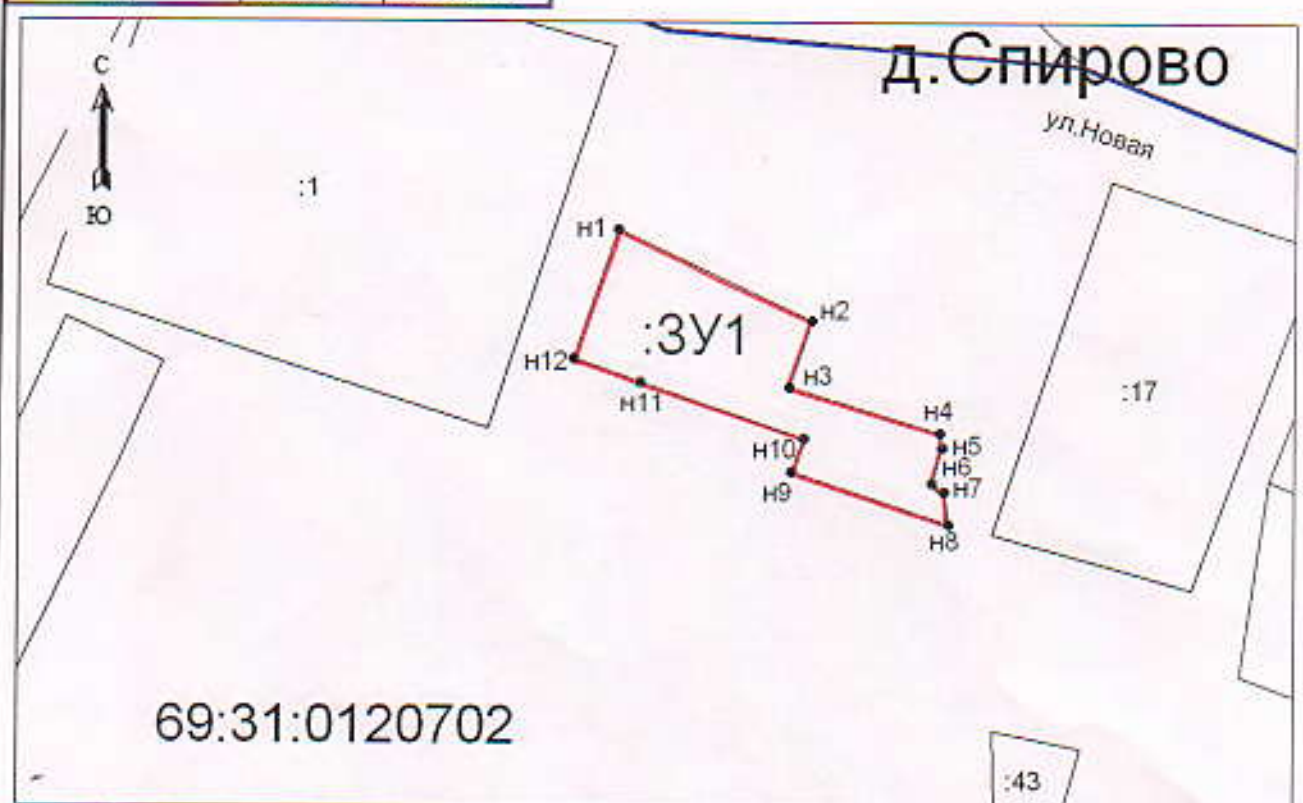 д.Спирово
ул.Новая
С
Ю
:1
н1
н2
:ЗУ1
н12
н3
н11
:17
н4
н10
н5
н6
н9
н7
н8
69:31:0120702
:43